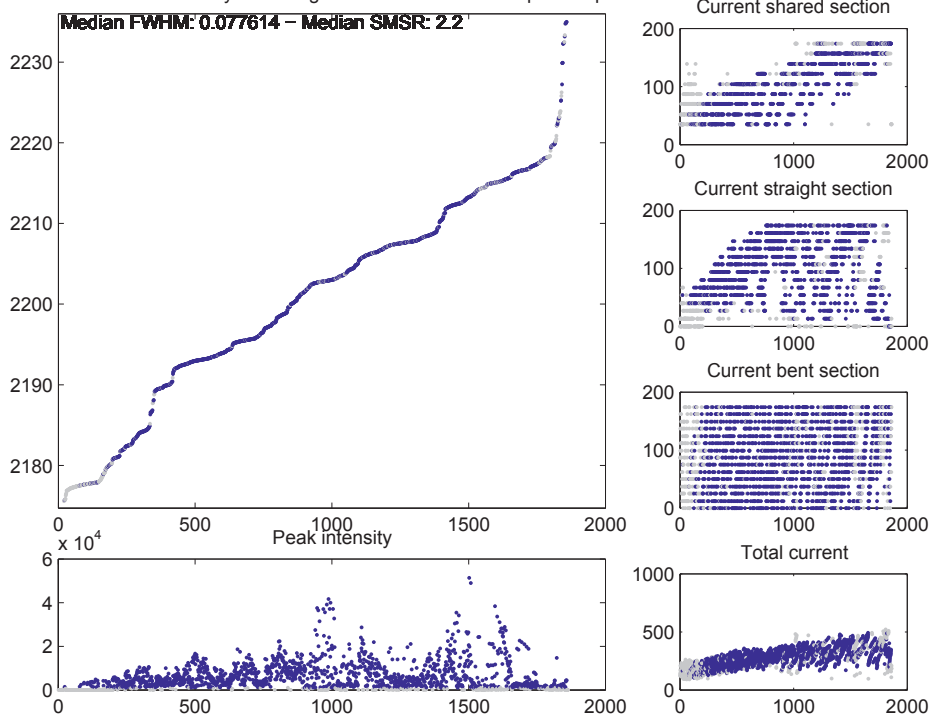 Median FWHM: 0.077614 − Median SMSR: 2.2
2230
2220
2210
2200
2190
2180
0 500 1000 1500 2000
Current shared section
200
100
0
0 1000 2000
Current straight section
200
100
0
0 1000 2000
Current bent section
200
100
0
0 1000 2000
x 10^4
Peak intensity
6
4
2
0
0 500 1000 1500 2000
Total current
1000
500
0
0 1000 2000